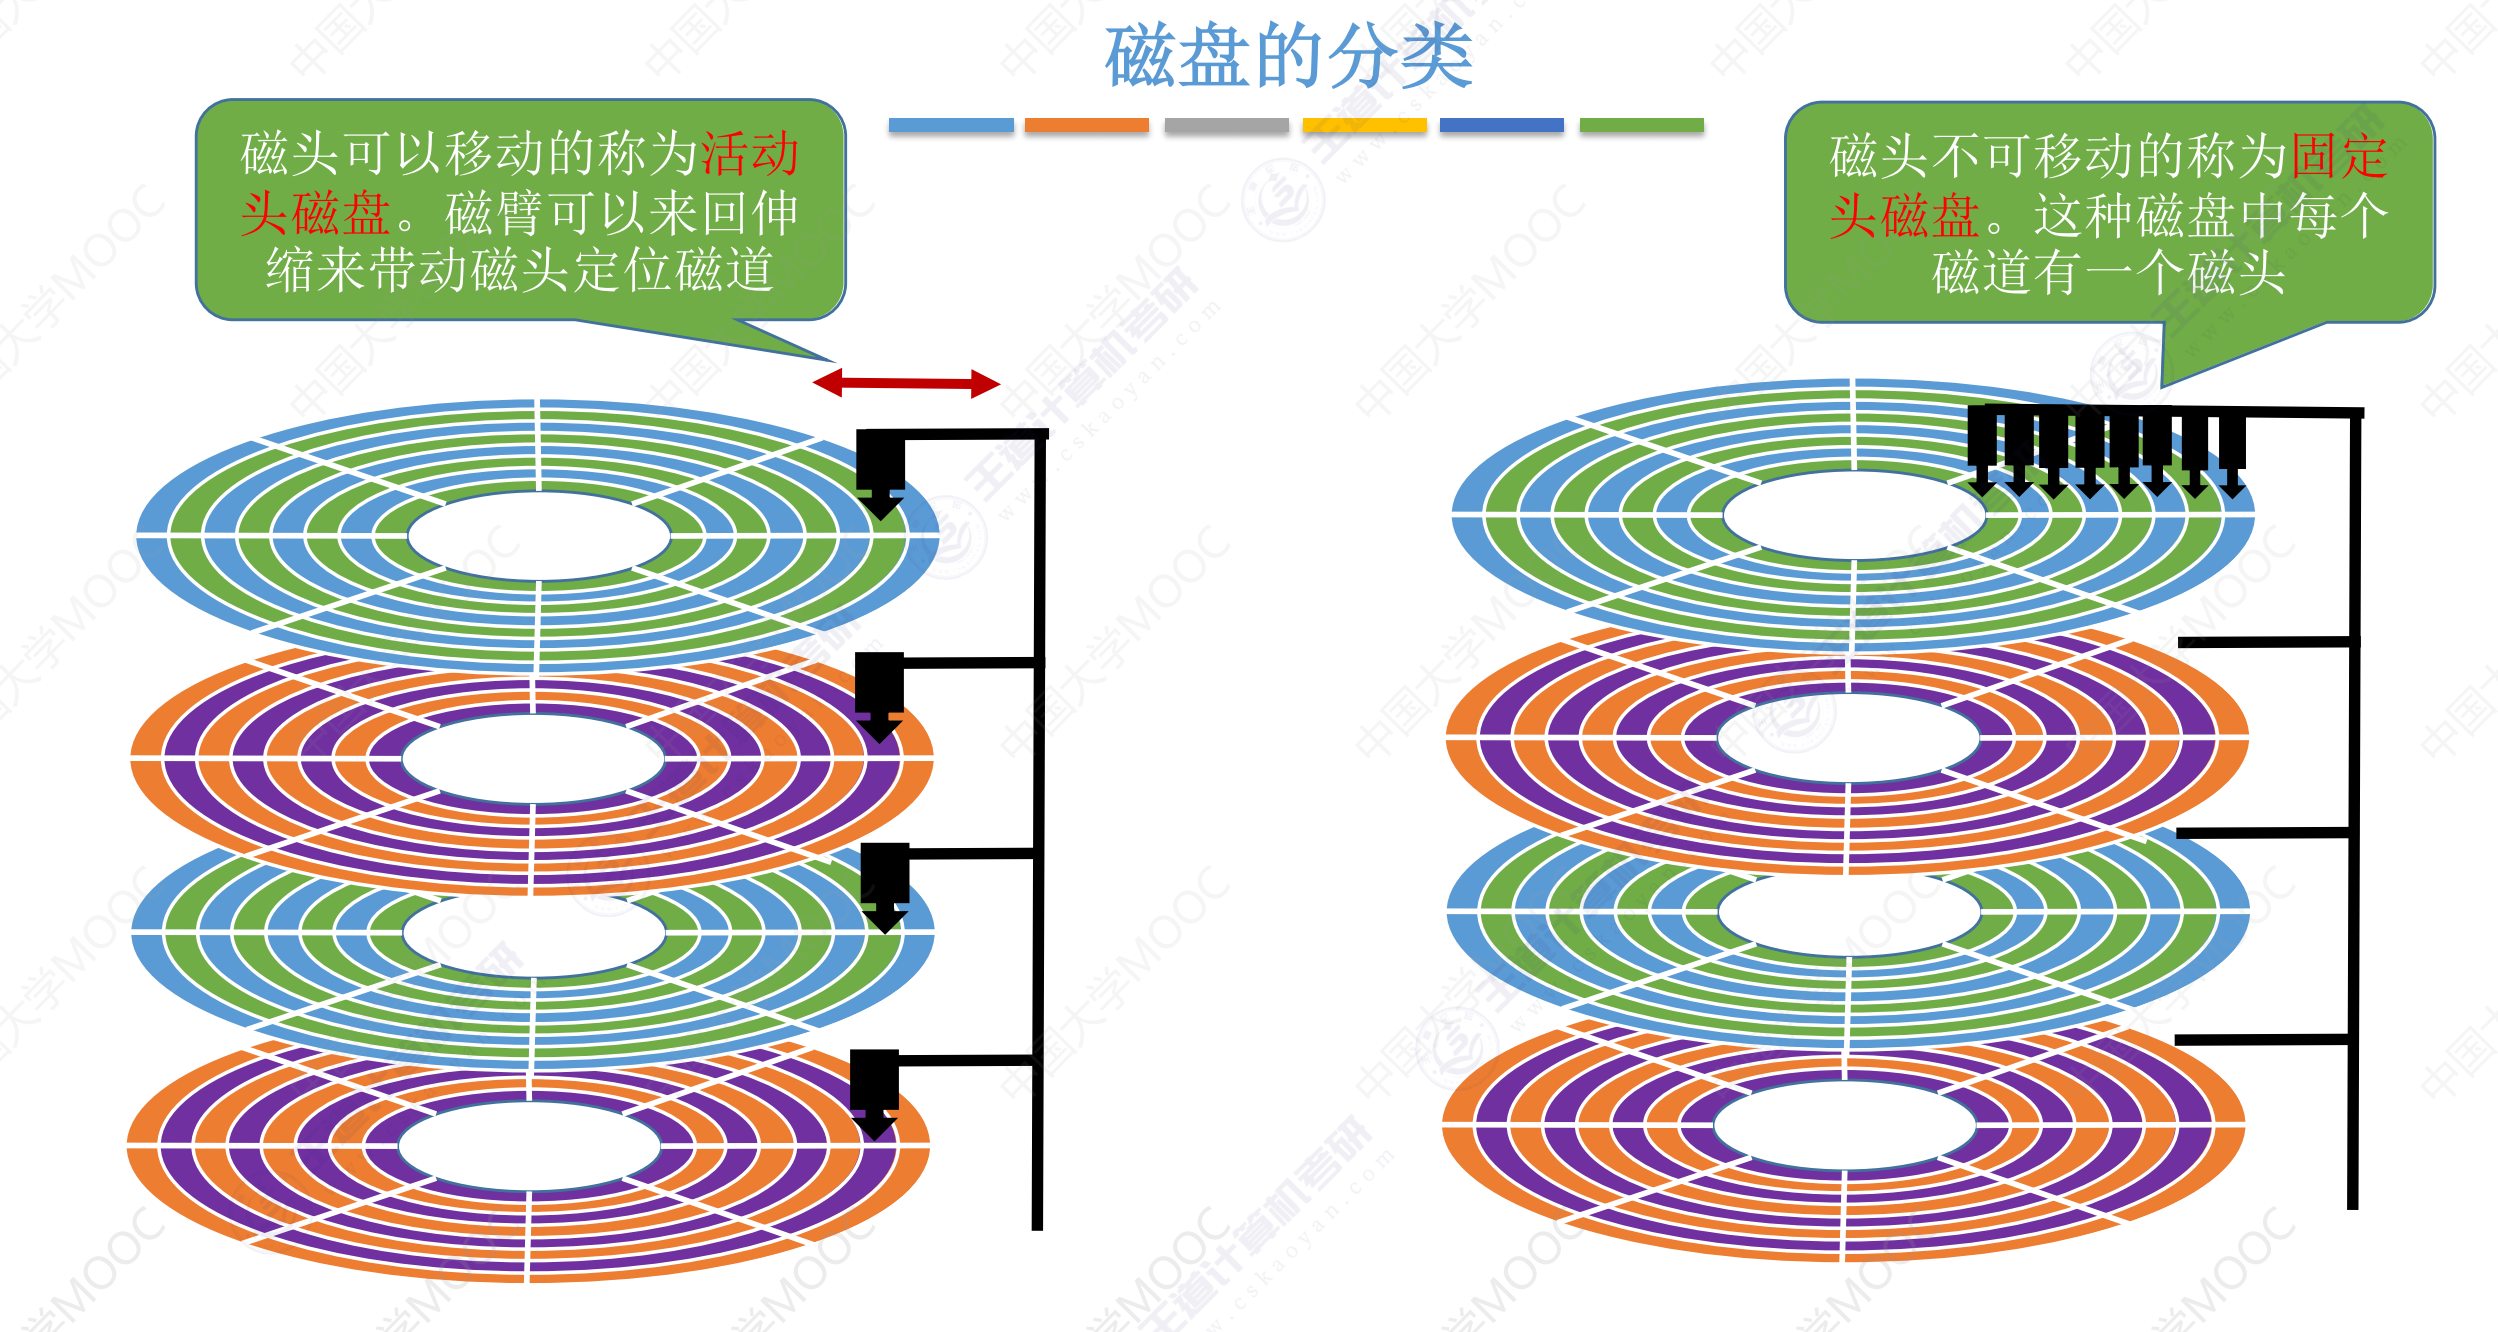 磁盘的分类
磁头可以移动的称为活动
头磁盘。磁臂可以来回伸
缩来带动磁头定位磁道
磁头不可移动的称为固定
头磁盘。这种磁盘中每个
磁道有一个磁头
中国大学MOOC
王道计算机考研
www.cskaoyan.com